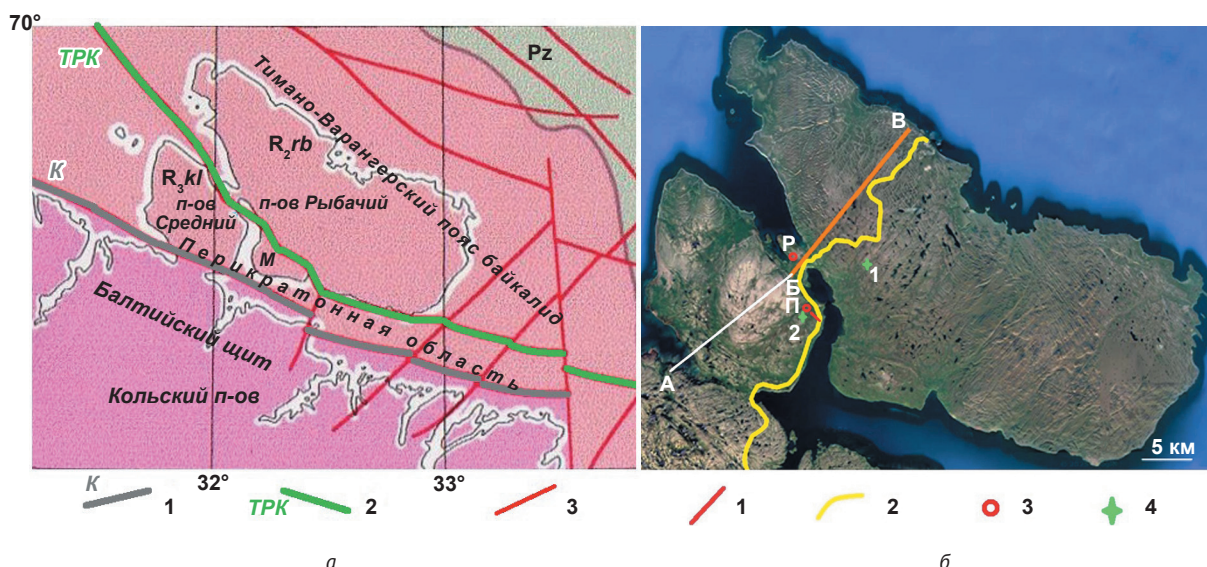 70°
ТРК
К
Тимано-Варангерский пояс байкалид
Pz
R₂rb
R₃kl
п-ов
Средний
п-ов Рыбачий
М
Перикратонная область
Балтийский щит
Кольский п-ов
32°
33°
К
1
ТРК
2
3
а
В
Р
Б
П
1
2
А
5 км
1
2
3
4
б